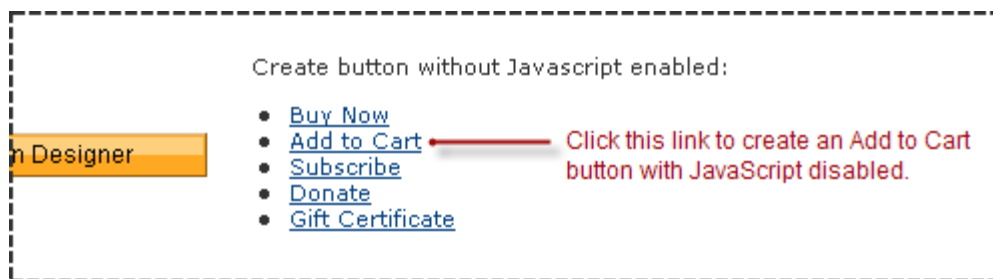 Create button without Javascript enabled:
Buy Now
Add to Cart
Click this link to create an Add to Cart
button with JavaScript disabled.
n Designer
Subscribe
Donate
Gift Certificate